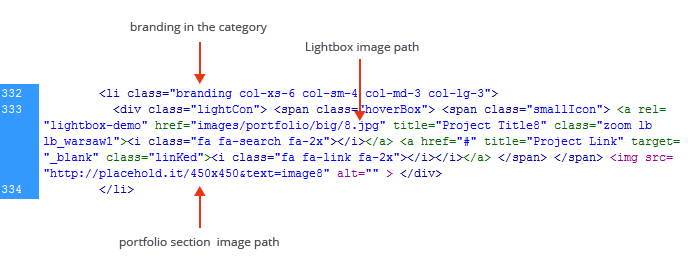 branding in the category
Lightbox image path
332 <li class="branding col-xs-6 col-sm-4 col-md-3 col-lg-3">
333 <div class="lightCon"> <span class="hoverBox"> <span class="smallIcon"> <a rel=
"lightbox-demo" href="images/portfolio/big/8.jpg" title="Project Title8" class="zoom lb
lb_warsaw1"><i class="fa fa-search fa-2x"></i></a> <a href="#" title="Project Link" target=
"_blank" class="linKed"><i class="fa fa-link fa-2x"></i></i></a> </span> </span> <img src=
"http://placehold.it/450x450&text=image8" alt="" > </div>
334 </li>
portfolio section image path